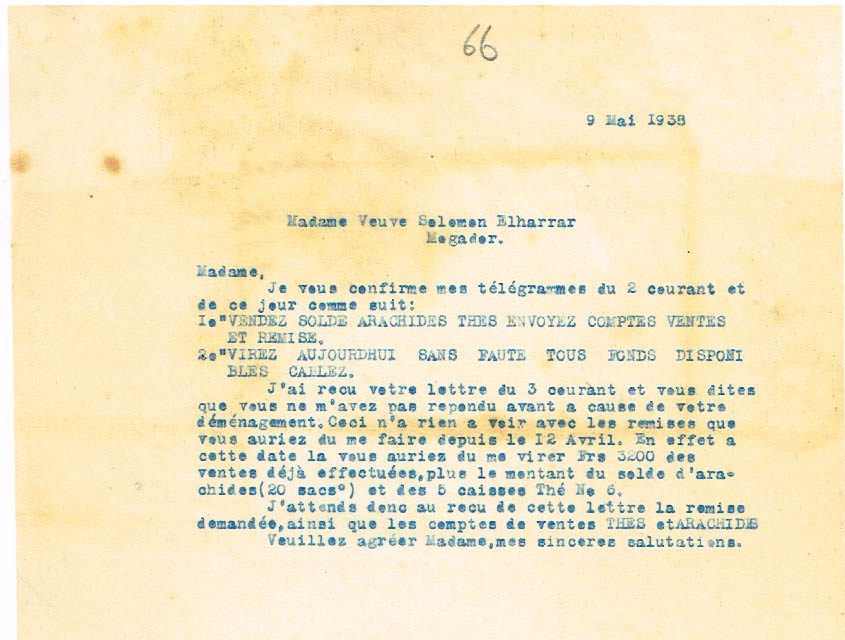 66
9 Mai 1938
Madame Veuve Solomon Elharrar
Mogador.
Madame,
Je vous confirme mes télégrammes du 2 courant et
de ce jour comme suit:
1o"VENDEZ SOLDE ARACHIDES THES ENVOYEZ COMPTES VENTES
ET REMISE.
2o"VIREZ AUJOURDHUI SANS FAUTE TOUS FONDS DISPONI
BLES CABLEZ.
J'ai recu votre lettre du 3 courant et vous dites
que vous ne m'avez pas repondu avant a cause de votre
déménagement.Ceci n'a rien a voir avec les remises que
vous auriez du me faire depuis le 12 Avril. En effet a
cette date la vous auriez du me virer Frs 3200 des
ventes déjà effectuées,plus le montant du solde d'ara-
chides(20 sacs") et des 5 caisses Thé No 6.
J'attends donc au recu de cette lettre la remise
demandée,ainsi que les comptes de ventes THES etARACHIDES
Veuillez agréer Madame,mes sinceres salutations.